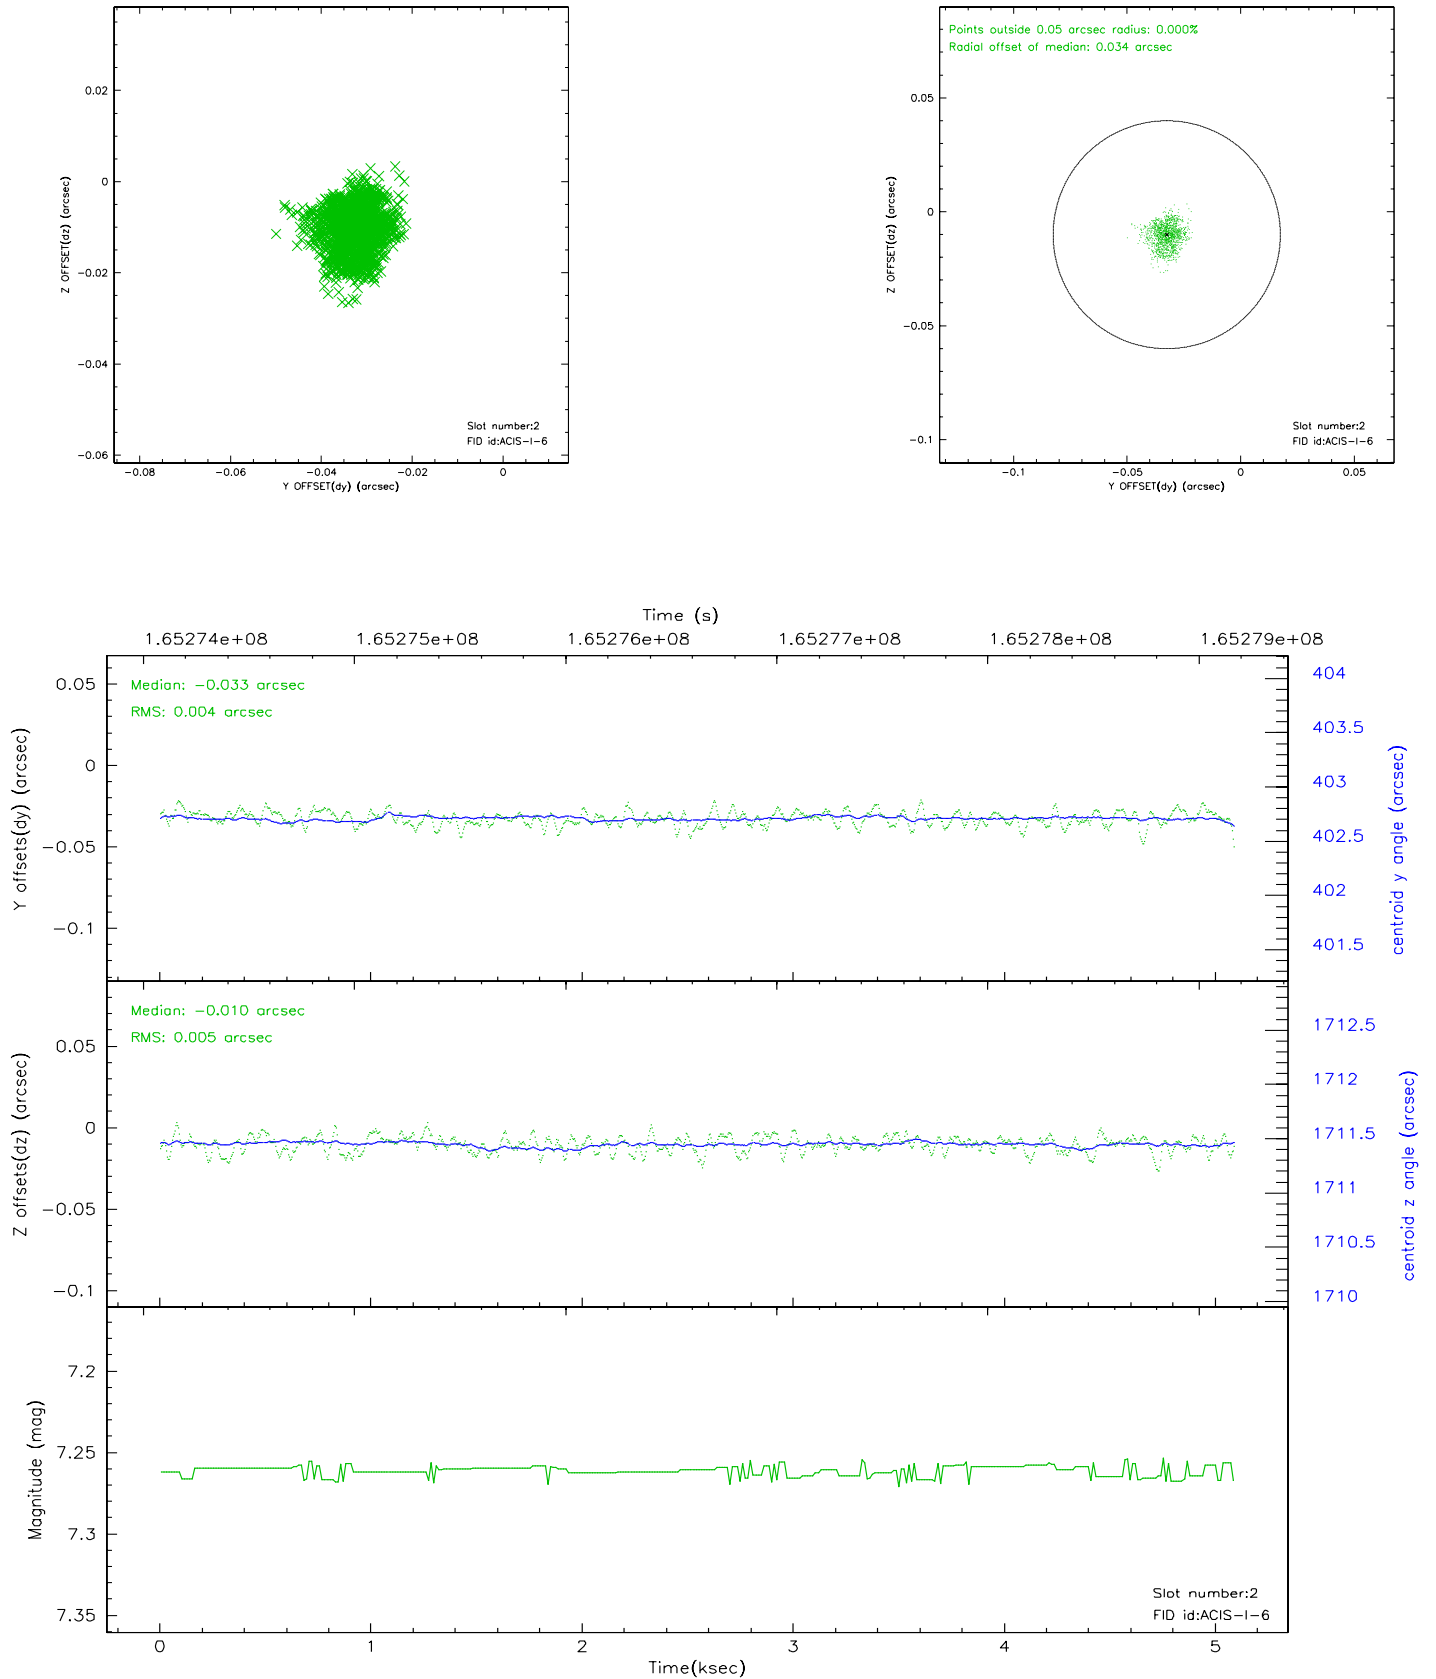 0.02
0
−0.02
−0.04
−0.06
Z OFFSET(dz) (arcsec)
Slot number:2
FID id:ACIS−I−6
−0.08
−0.06
−0.04
−0.02
0
Y OFFSET(dy) (arcsec)
Points outside 0.05 arcsec radius: 0.000%
Radial offset of median: 0.034 arcsec
0.05
0
−0.05
−0.1
Z OFFSET(dz) (arcsec)
Slot number:2
FID id:ACIS−I−6
−0.1
−0.05
0
0.05
Y OFFSET(dy) (arcsec)
Time (s)
1.65274e+08
1.65275e+08
1.65276e+08
1.65277e+08
1.65278e+08
1.65279e+08
Median: −0.033 arcsec
RMS: 0.004 arcsec
0.05
0
−0.05
−0.1
Y offsets(dy) (arcsec)
404
403.5
403
402.5
402
401.5
centroid y angle (arcsec)
Median: −0.010 arcsec
RMS: 0.005 arcsec
0.05
0
−0.05
−0.1
Z offsets(dz) (arcsec)
1712.5
1712
1711.5
1711
1710.5
1710
centroid z angle (arcsec)
7.2
7.25
7.3
7.35
Magnitude (mag)
Slot number:2
FID id:ACIS−I−6
0
1
2
3
4
5
Time(ksec)